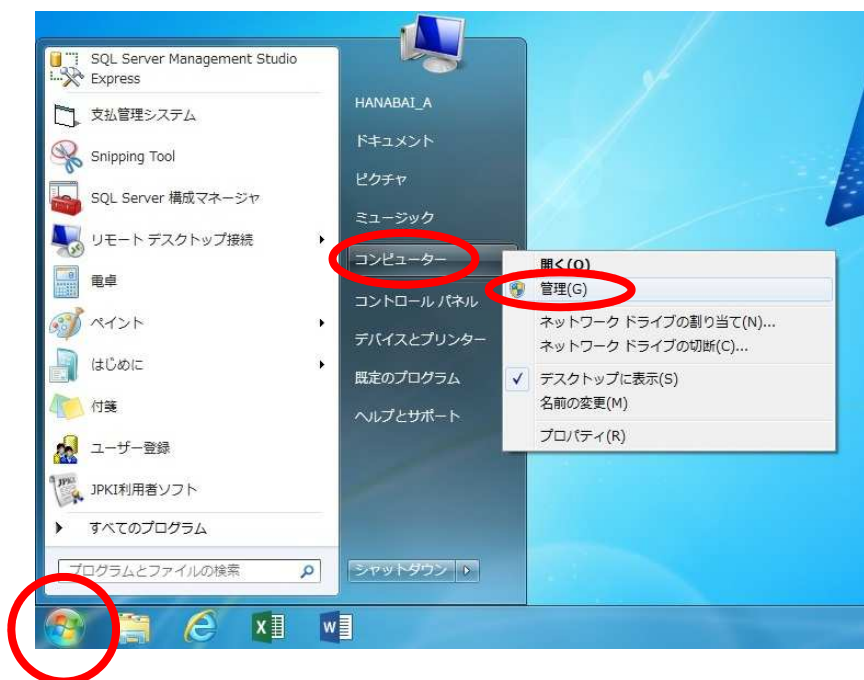 SQL Server Management Studio
Express
支払管理システム
Snipping Tool
SQL Server 構成マネージャ
リモート デスクトップ接続
電卓
ペイント
はじめに
付箋
ユーザー登録
JPKI
JPKI利用者ソフト
すべてのプログラム
プログラムとファイルの検索
HANABAI_A
ドキュメント
ピクチャ
ミュージック
コンピューター
コントロール パネル
デバイスとプリンター
既定のプログラム
ヘルプとサポート
シャットダウン
開く(O)
管理(G)
ネットワーク ドライブの割り当て(N)...
ネットワーク ドライブの切断(C)...
デスクトップに表示(S)
名前の変更(M)
プロパティ(R)